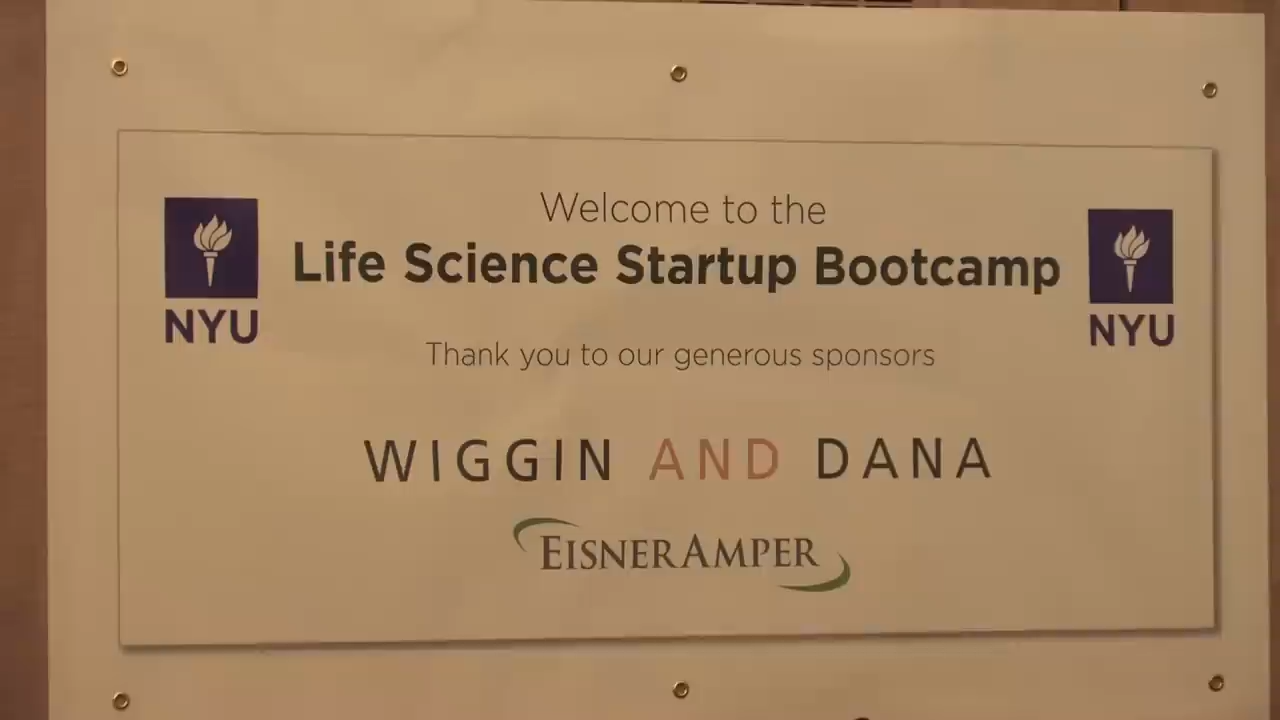 Welcome to the
Life Science Startup Bootcamp
NYU
NYU
Thank you to our generous sponsors
WIGGIN AND DANA
EISNERAMPER